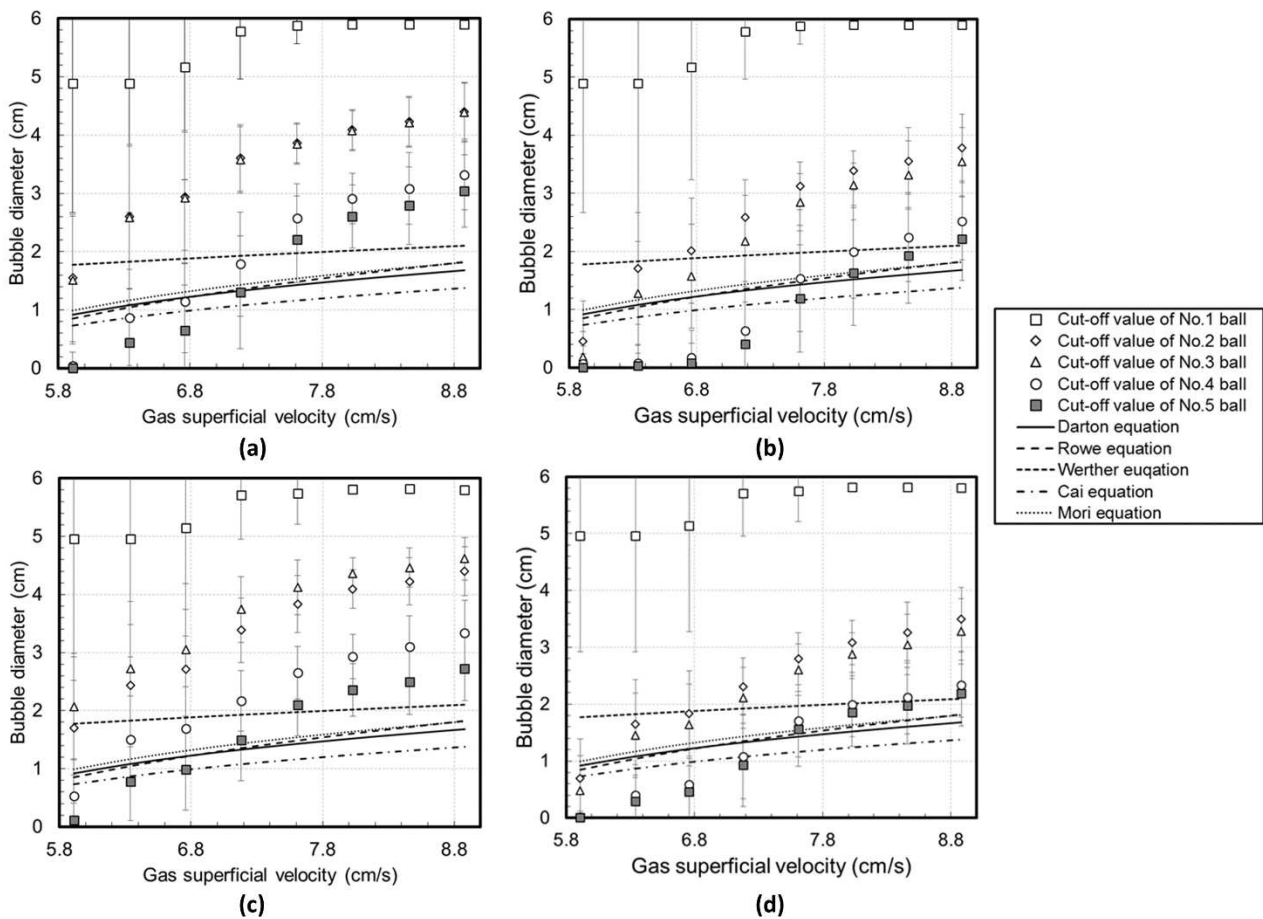 6
5
4
3
2
1
0
Bubble diameter (cm)
5.8 6.8 7.8 8.8
Gas superficial velocity (cm/s)
(a)
6
5
4
3
2
1
0
Bubble diameter (cm)
5.8 6.8 7.8 8.8
Gas superficial velocity (cm/s)
(b)
Cut-off value of No.1 ball
Cut-off value of No.2 ball
Cut-off value of No.3 ball
Cut-off value of No.4 ball
Cut-off value of No.5 ball
Darton equation
Rowe equation
Werther euqation
Cai equation
Mori equation
6
5
4
3
2
1
0
Bubble diameter (cm)
5.8 6.8 7.8 8.8
Gas superficial velocity (cm/s)
(c)
6
5
4
3
2
1
0
Bubble diameter (cm)
5.8 6.8 7.8 8.8
Gas superficial velocity (cm/s)
(d)